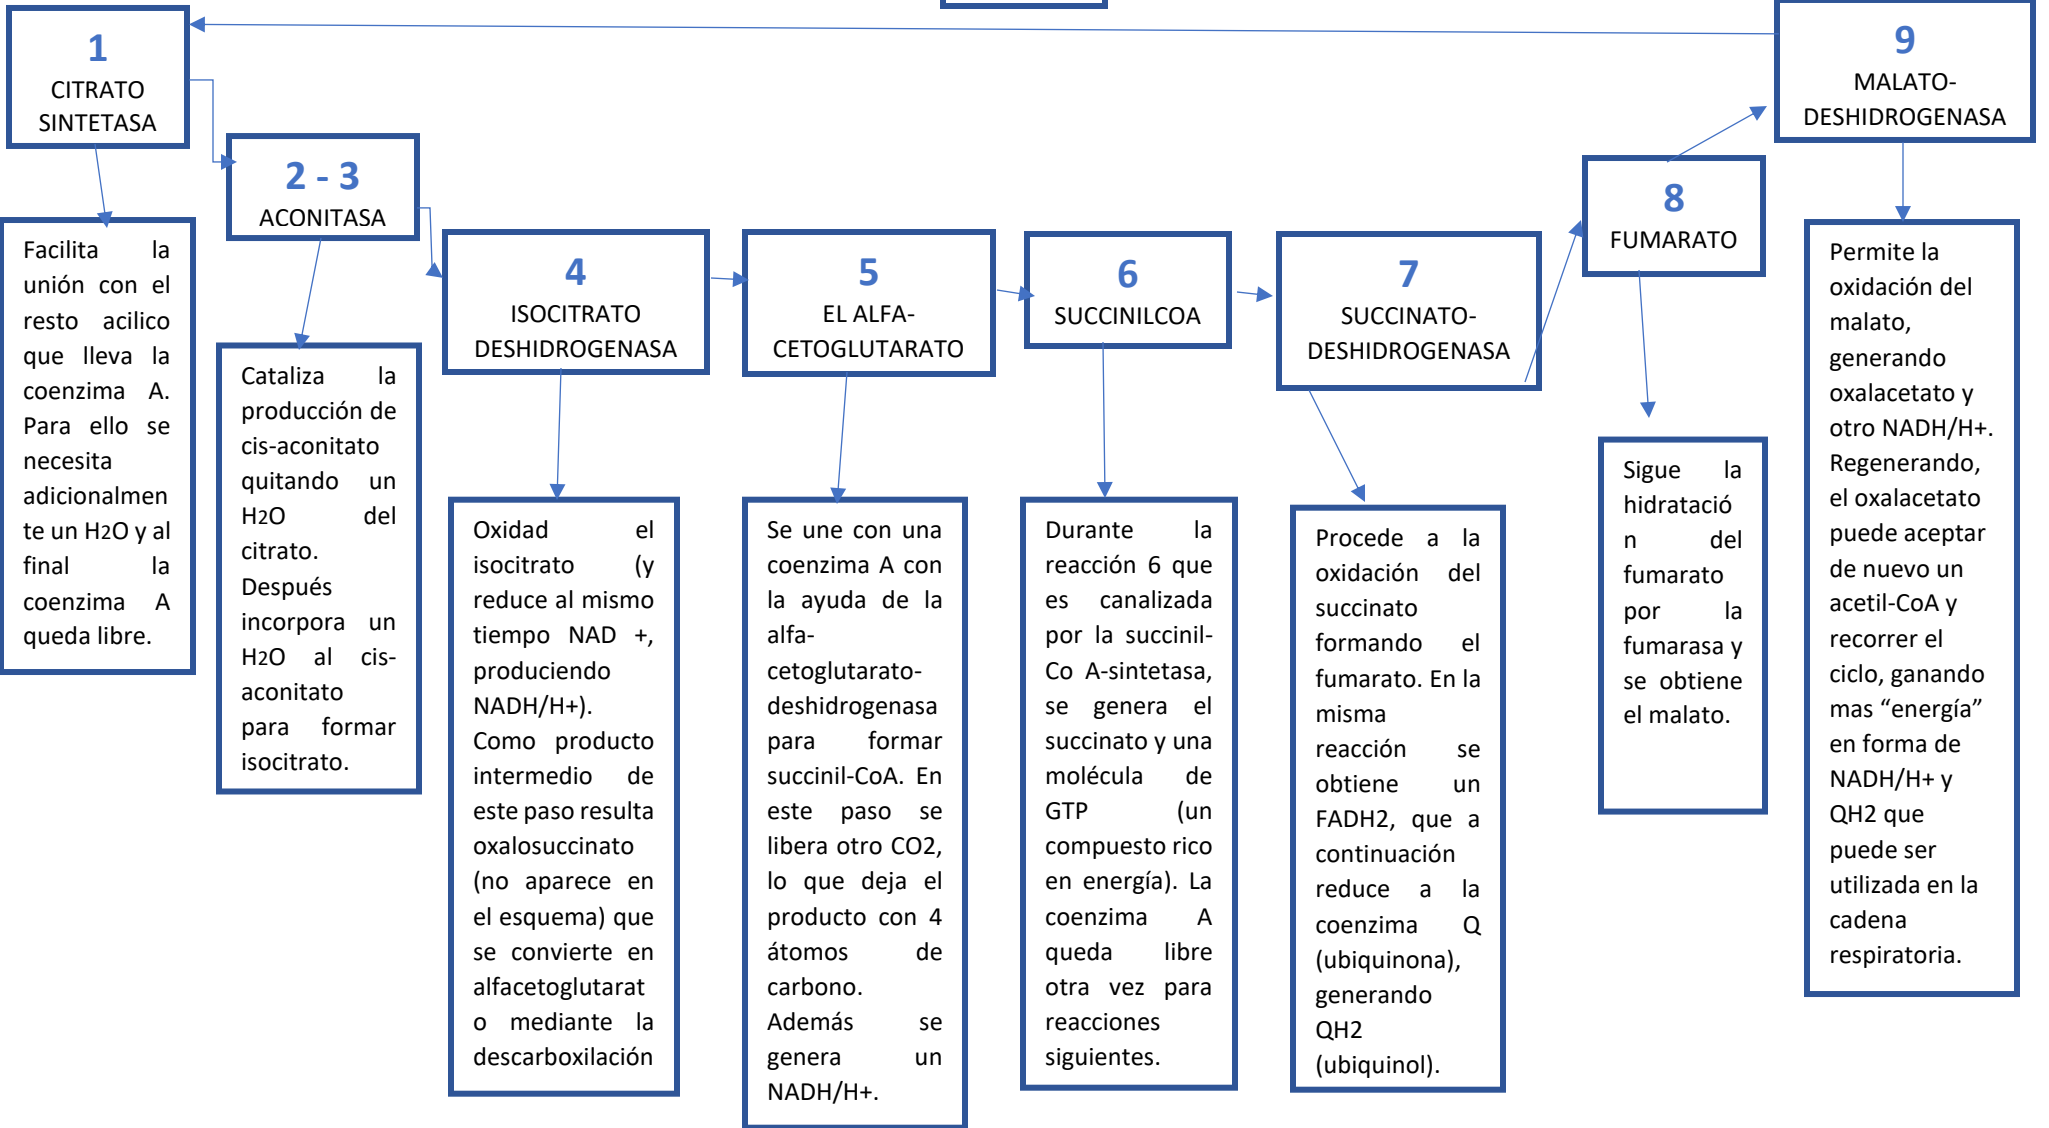 1
CITRATO
SINTETASA
Facilita la
unión con el
resto acilico
que lleva la
coenzima A.
Para ello se
necesita
adicionalmen
te un H2O y al
final la
coenzima A
queda libre.
2 - 3
ACONITASA
Cataliza la
producción de
cis-aconitato
quitando un
H2O del
citrato.
Después
incorpora un
H2O al cis-
aconitato
para formar
isocitrato.
4
ISOCITRATO
DESHIDROGENASA
Oxidad el
isocitrato (y
reduce al mismo
tiempo NAD +,
produciendo
NADH/H+).
Como producto
intermedio de
este paso resulta
oxalosuccinato
(no aparece en
el esquema) que
se convierte en
alfacetoglutarat
o mediante la
descarboxilación
5
EL ALFA-
CETOGLUTARATO
Se une con una
coenzima A con
la ayuda de la
alfa-
cetoglutarato-
deshidrogenasa
para formar
succinil-CoA. En
este paso se
libera otro CO2,
lo que deja el
producto con 4
átomos de
carbono.
Además se
genera un
NADH/H+.
6
SUCCINILCOA
Durante la
reacción 6 que
es canalizada
por la succinil-
Co A-sintetasa,
se genera el
succinato y una
molécula de
GTP (un
compuesto rico
en energía). La
coenzima A
queda libre
otra vez para
reacciones
siguientes.
7
SUCCINATO-
DESHIDROGENASA
Procede a la
oxidación del
succinato
formando el
fumarato. En la
misma
reacción se
obtiene un
FADH2, que a
continuación
reduce a la
coenzima Q
(ubiquinona),
generando
QH2
(ubiquinol).
8
FUMARATO
Sigue la
hidratació
n del
fumarato
por la
fumarasa y
se obtiene
el malato.
9
MALATO-
DESHIDROGENASA
Permite la
oxidación del
malato,
generando
oxalacetato y
otro NADH/H+.
Regenerando,
el oxalacetato
puede aceptar
de nuevo un
acetil-CoA y
recorrer el
ciclo, ganando
mas “energía”
en forma de
NADH/H+ y
QH2 que
puede ser
utilizada en la
cadena
respiratoria.